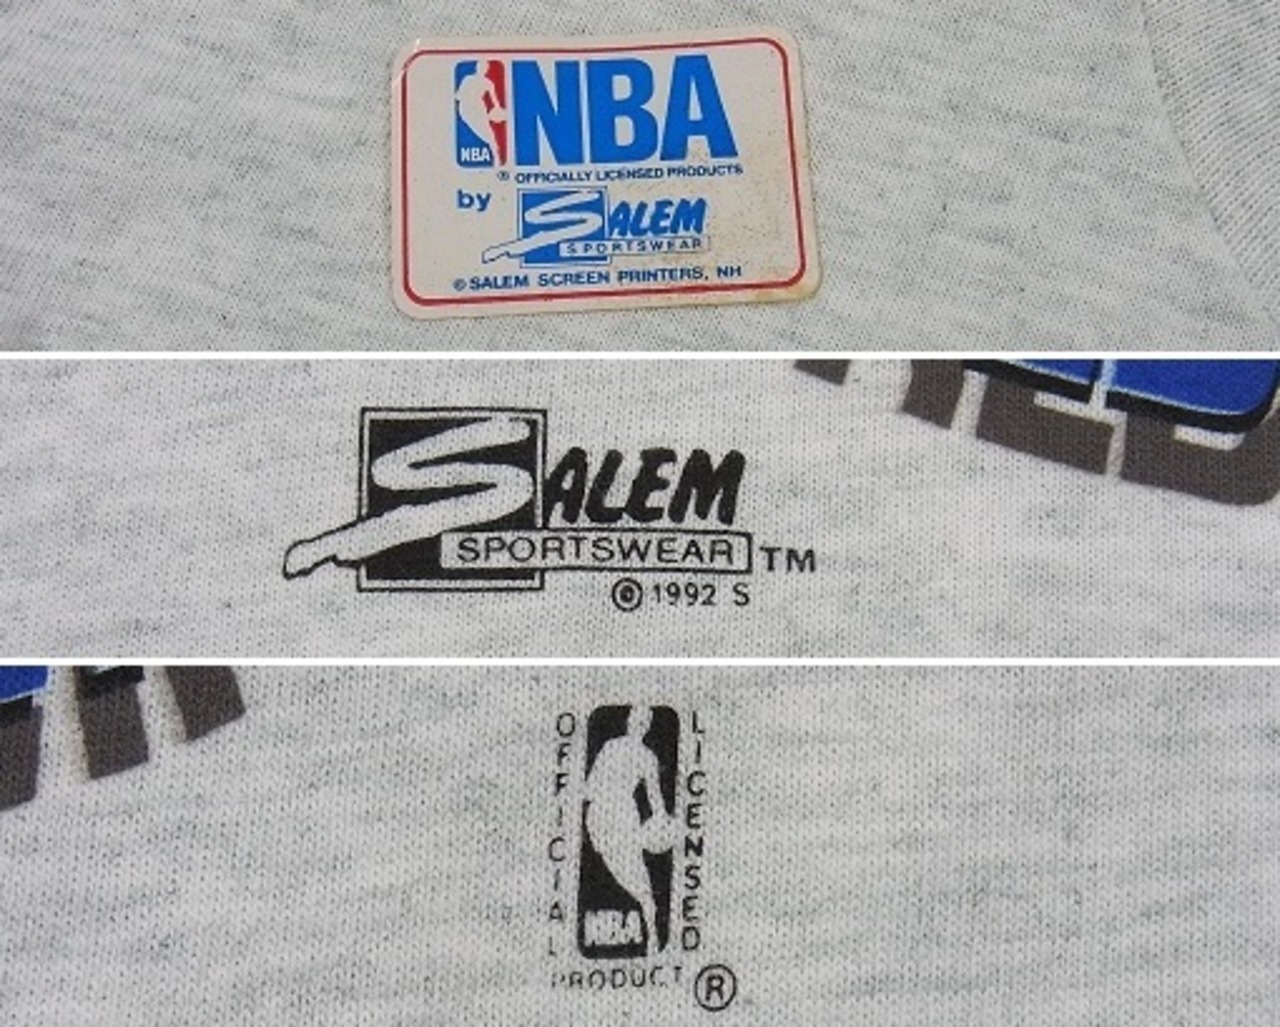 NBA
NBA
® OFFICIALLY LICENSED PRODUCTS
by SALEM
SPORTSWEAR
© SALEM SCREEN PRINTERS, NH
SALEM
SPORTSWEAR TM
© 1992 S
OFFICIAL
LICENSED
NBA
PRODUCT ®